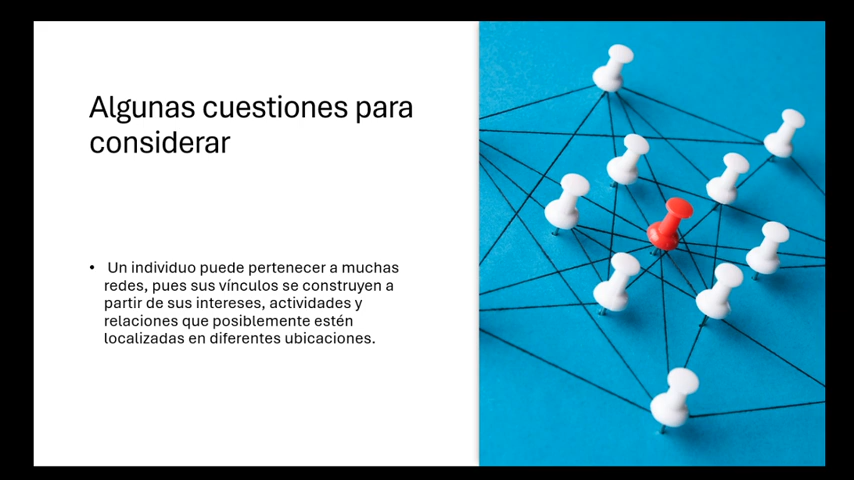 Algunas cuestiones para
considerar
• Un individuo puede pertenecer a muchas
redes, pues sus vínculos se construyen a
partir de sus intereses, actividades y
relaciones que posiblemente estén
localizadas en diferentes ubicaciones.